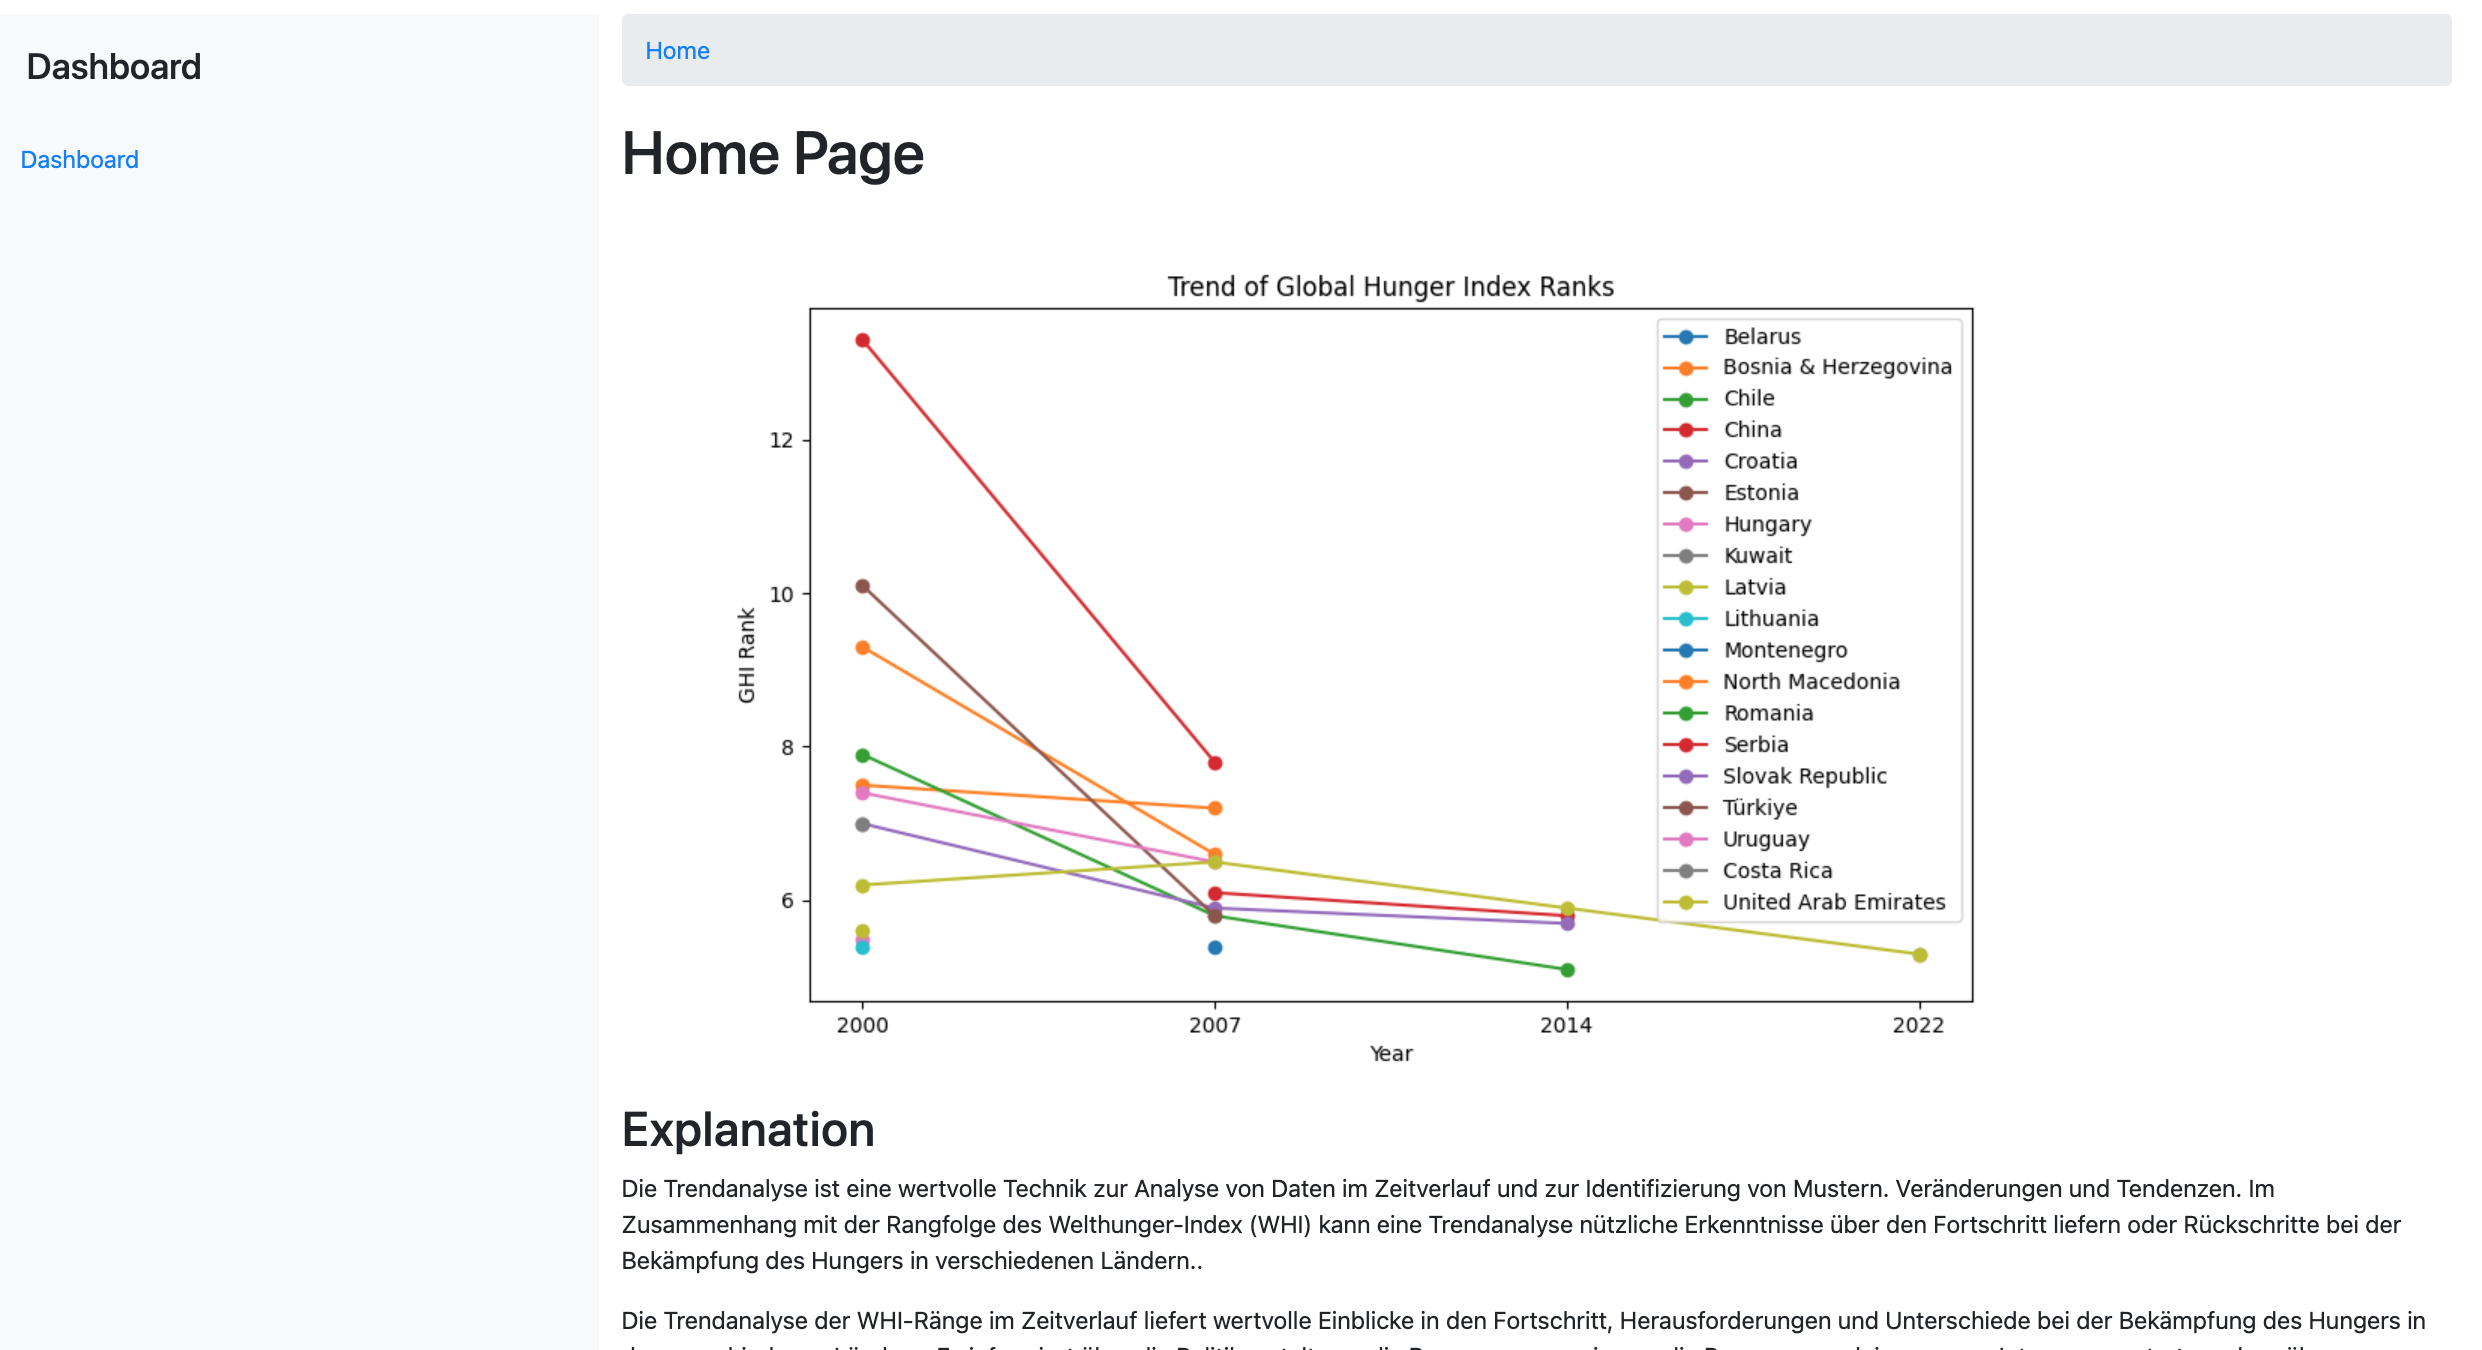 Dashboard
Dashboard
Home
Home Page
Trend of Global Hunger Index Ranks
GHI Rank
12
10
8
6
Belarus
Bosnia & Herzegovina
Chile
China
Croatia
Estonia
Hungary
Kuwait
Latvia
Lithuania
Montenegro
North Macedonia
Romania
Serbia
Slovak Republic
Türkiye
Uruguay
Costa Rica
United Arab Emirates
2000
2007
2014
2022
Year
Explanation
Die Trendanalyse ist eine wertvolle Technik zur Analyse von Daten im Zeitverlauf und zur Identifizierung von Mustern. Veränderungen und Tendenzen. Im
Zusammenhang mit der Rangfolge des Welthunger-Index (WHI) kann eine Trendanalyse nützliche Erkenntnisse über den Fortschritt liefern oder Rückschritte bei der
Bekämpfung des Hungers in verschiedenen Ländern..
Die Trendanalyse der WHI-Ränge im Zeitverlauf liefert wertvolle Einblicke in den Fortschritt, Herausforderungen und Unterschiede bei der Bekämpfung des Hungers in